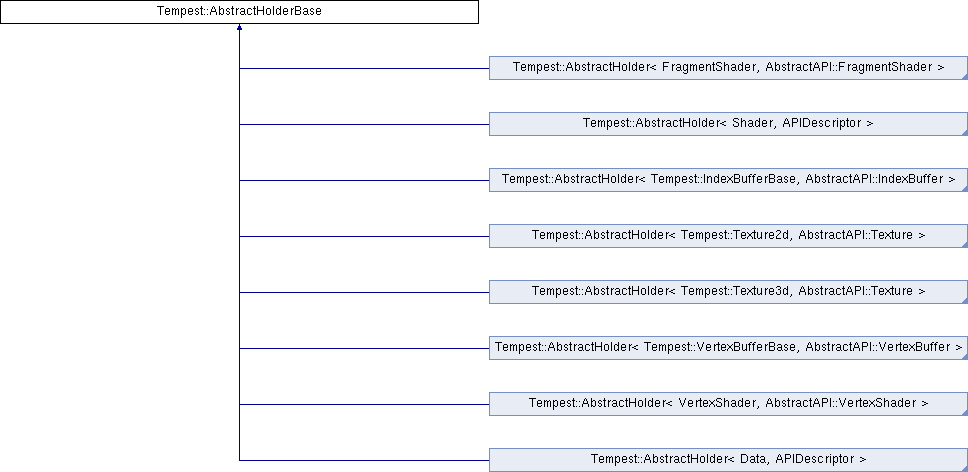 Tempest::AbstractHolderBase
Tempest::AbstractHolder< FragmentShader, AbstractAPI::FragmentShader >
Tempest::AbstractHolder< Shader, APIDescriptor >
Tempest::AbstractHolder< Tempest::IndexBufferBase, AbstractAPI::IndexBuffer >
Tempest::AbstractHolder< Tempest::Texture2d, AbstractAPI::Texture >
Tempest::AbstractHolder< Tempest::Texture3d, AbstractAPI::Texture >
Tempest::AbstractHolder< Tempest::VertexBufferBase, AbstractAPI::VertexBuffer >
Tempest::AbstractHolder< VertexShader, AbstractAPI::VertexShader >
Tempest::AbstractHolder< Data, APIDescriptor >